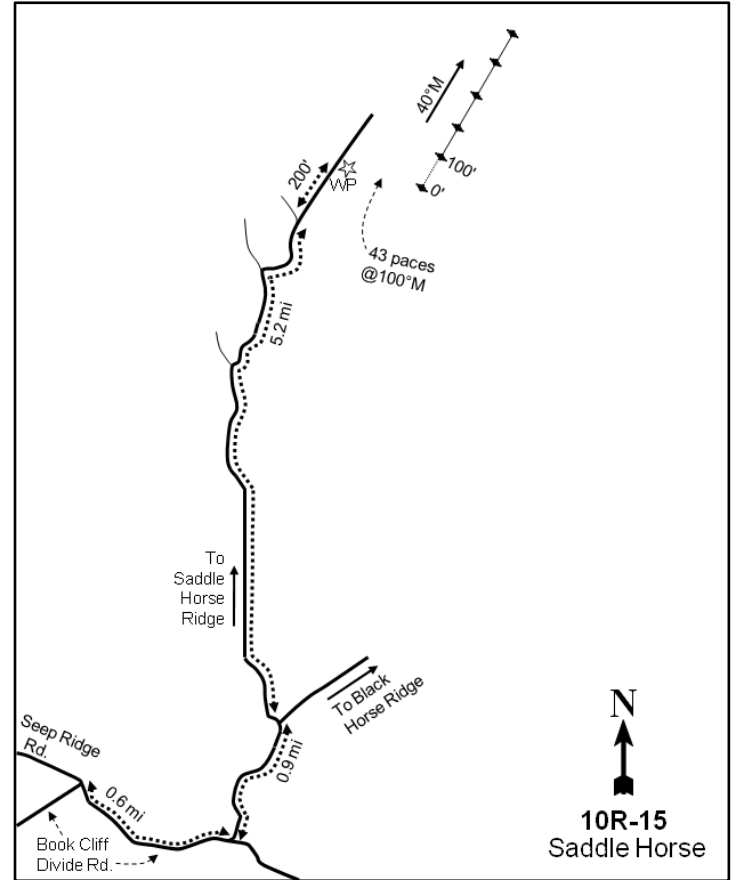 40°M
200'
WP
100'
0'
43 paces
@100°M
5.2 mi
To
Saddle
Horse
Ridge
To Black
Horse Ridge
Seep Ridge
Rd.
0.9 mi
0.6 mi
Book Cliff
Divide Rd.
N
10R-15
Saddle Horse